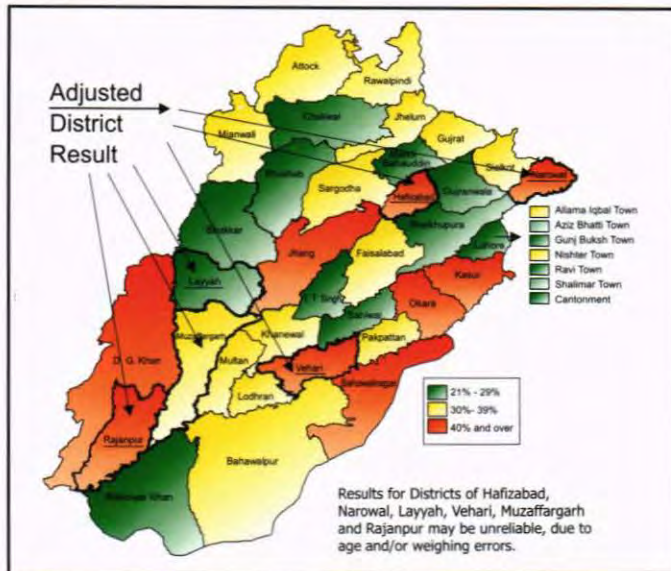 Adjusted
District
Result
Attock
Rawalpindi
Chakwal
Jhelum
Mianwali
Gujrat
Sialkot
Narowal
Khushab
Sargodha
Hafizabad
Gujranwala
Sheikhupura
Lahore
Bhakkar
Jhang
Faisalabad
Kasur
Layyah
T.T Singh
Okara
Sahiwal
Khanewal
Pakpattan
Muzaffargarh
Multan
Vehari
D. G. Khan
Lodhran
Bahawalnagar
Rajanpur
Bahawalpur
Allama Iqbal Town
Aziz Bhatti Town
Gunj Buksh Town
Nishter Town
Ravi Town
Shalimar Town
Cantonment
21% - 29%
30%- 39%
40% and over
Results for Districts of Hafizabad,
Narowal, Layyah, Vehari, Muzaffargarh
and Rajanpur may be unreliable, due to
age and/or weighing errors.